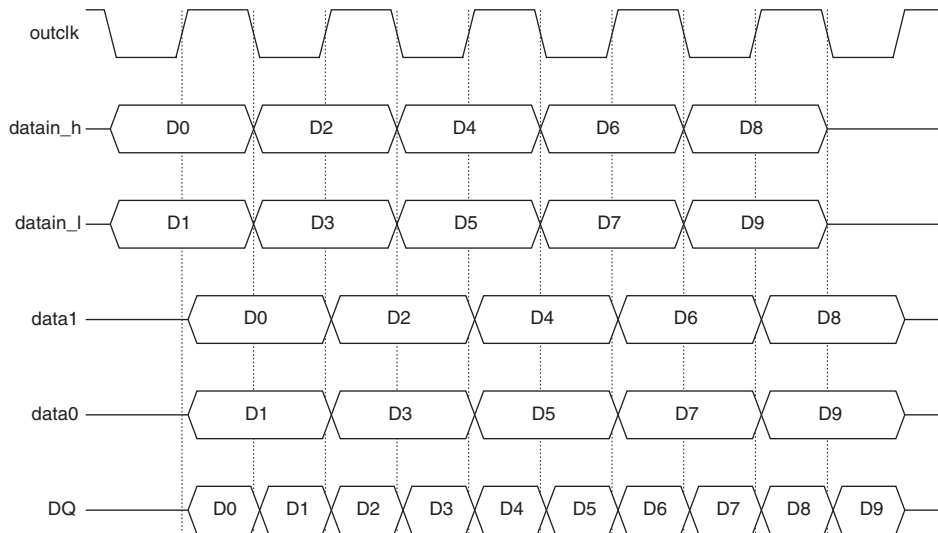 outclk
datain_h D0 D2 D4 D6 D8
datain_l D1 D3 D5 D7 D9
data1 D0 D2 D4 D6 D8
data0 D1 D3 D5 D7 D9
DQ D0 D1 D2 D3 D4 D5 D6 D7 D8 D9